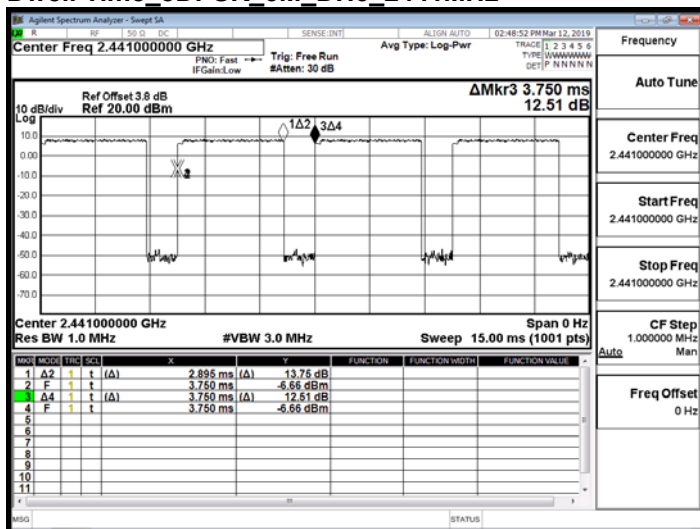 Agilent Spectrum Analyzer - Swept SA
R RF 50 Ω DC SENSE:INT ALIGN AUTO 02:48:52 PM Mar 12, 2019
Center Freq 2.441000000 GHz
PNO: Fast
IFGain:Low
Trig: Free Run
#Atten: 30 dB
Avg Type: Log-Pwr
TRACE 1 2 3 4 5 6
TYPE WWWWWW
DET P N N N N N
Frequency
Auto Tune
Ref Offset 3.8 dB
10 dB/div Ref 20.00 dBm
ΔMkr3 3.750 ms
12.51 dB
Log
10.0
0.00
-10.0
-20.0
-30.0
-40.0
-50.0
-60.0
-70.0
1Δ2
3Δ4
Center Freq
2.441000000 GHz
Start Freq
2.441000000 GHz
Stop Freq
2.441000000 GHz
CF Step
1.000000 MHz
Auto Man
Freq Offset
0 Hz
Center 2.441000000 GHz Span 0 Hz
Res BW 1.0 MHz #VBW 3.0 MHz Sweep 15.00 ms (1001 pts)
MKR MODE TRC SCL X Y FUNCTION FUNCTION WIDTH FUNCTION VALUE
1 Δ2 1 t (Δ) 2.895 ms (Δ) 13.75 dB
2 F 1 t 3.750 ms -6.66 dBm
3 Δ4 1 t (Δ) 3.750 ms (Δ) 12.51 dB
4 F 1 t 3.750 ms -6.66 dBm
5
6
7
8
9
10
11
MSG STATUS